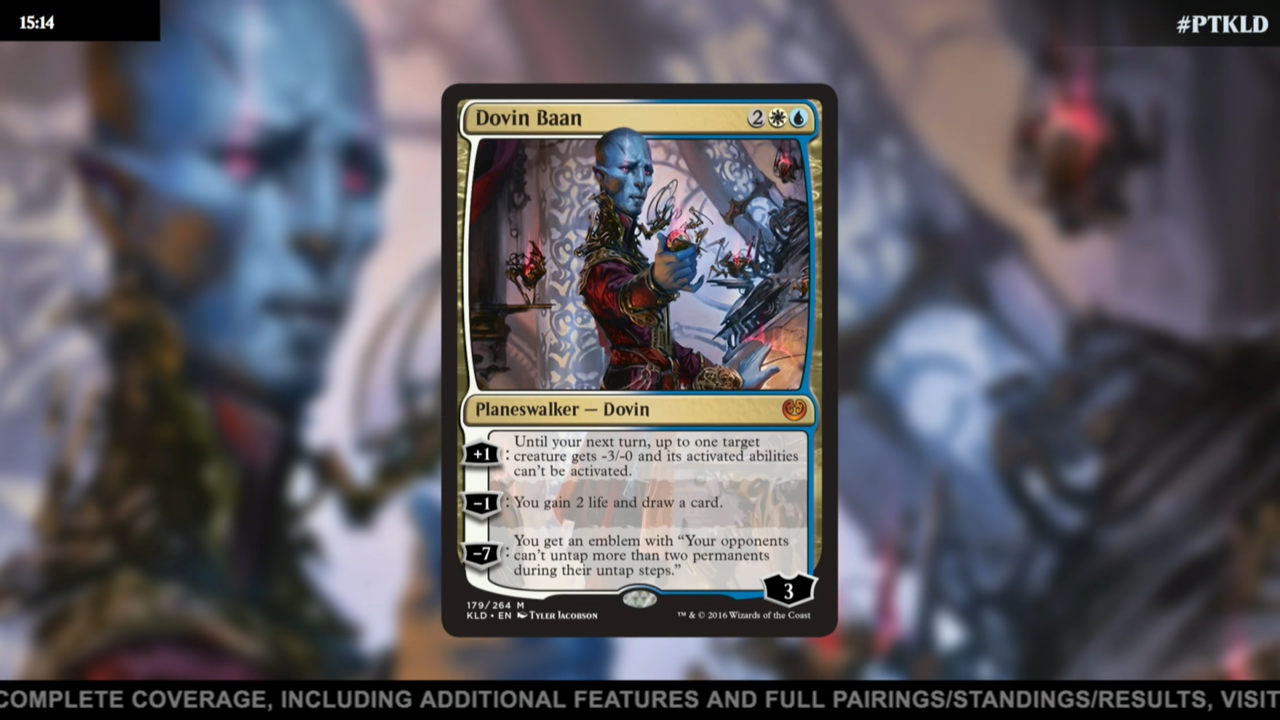 15:14
#PTKLD
Dovin Baan 2
Planeswalker — Dovin
+1: Until your next turn, up to one target
creature gets -3/-0 and its activated abilities
can't be activated.
−1: You gain 2 life and draw a card.
You get an emblem with “Your opponents
−7: can't untap more than two permanents
during their untap steps.”
3
179/264 M
KLD • EN Tyler Jacobson
™ & © 2016 Wizards of the Coast
COMPLETE COVERAGE, INCLUDING ADDITIONAL FEATURES AND FULL PAIRINGS/STANDINGS/RESULTS, VISIT